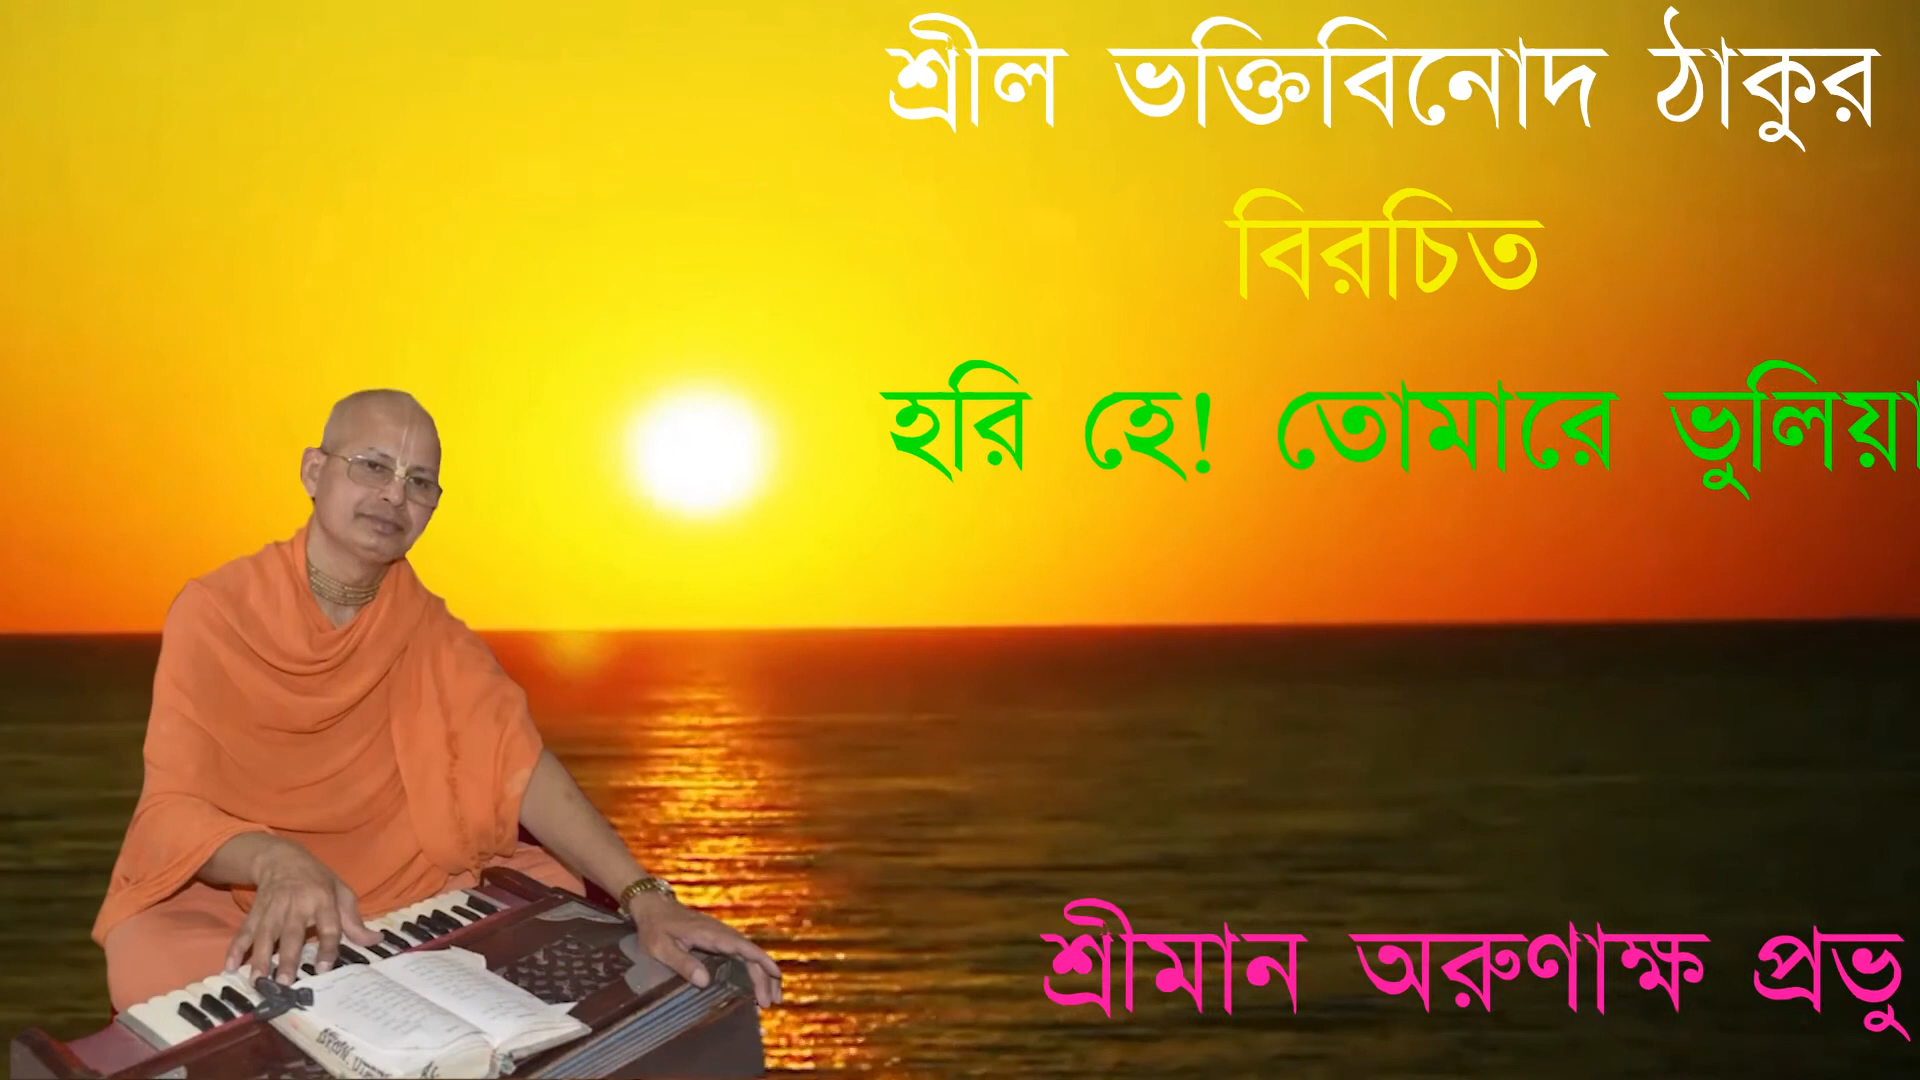 শ্রীল ভক্তিবিনোদ ঠাকুর
বিরচিত
হরি হে! তোমারে ভুলিয়া
শ্রীমান অরুণাক্ষ প্রভু